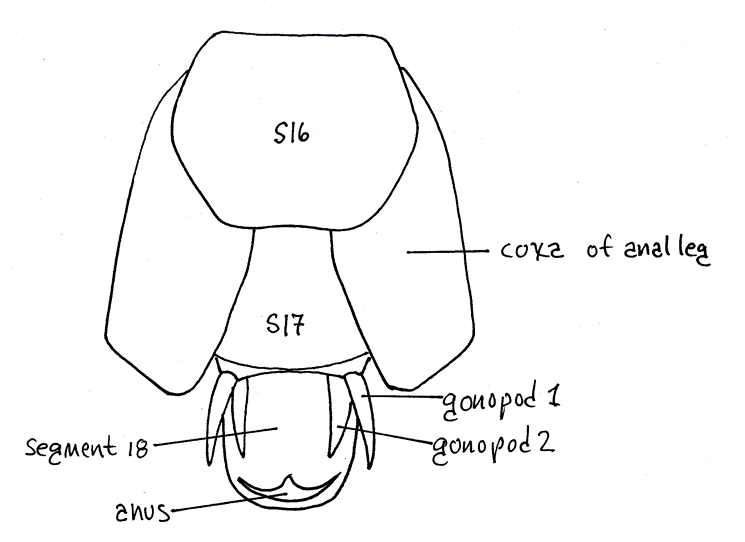 S16
coxa of anal leg
S17
gonopod 1
segment 18
gonopod 2
anus